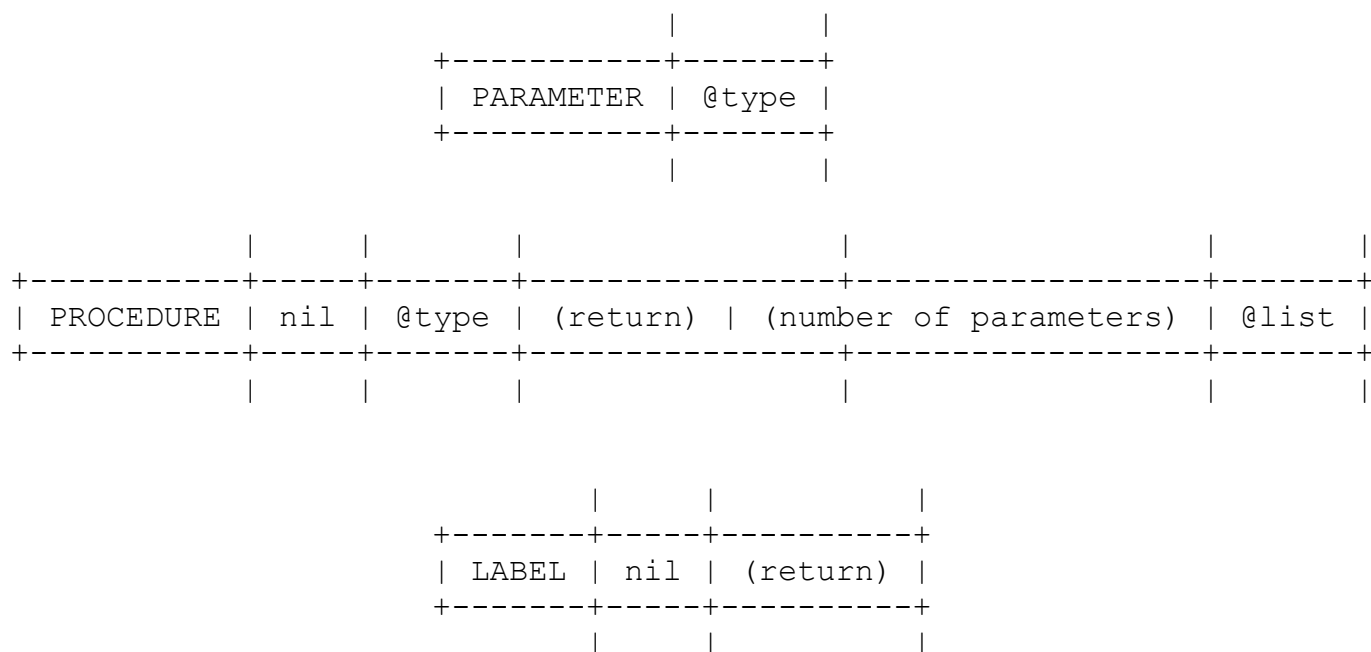 PARAMETER | @type
PROCEDURE | nil | @type | (return) | (number of parameters) | @list
LABEL | nil | (return)